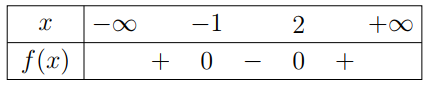 x −∞ −1 2 +∞
f(x) + 0 − 0 +